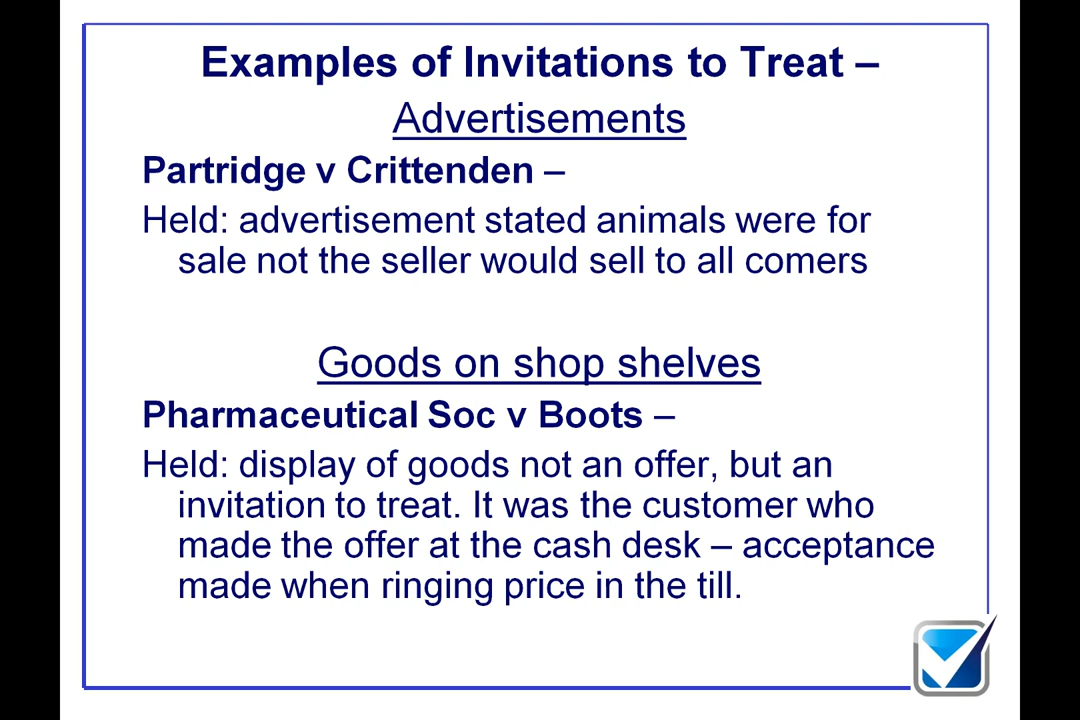 Examples of Invitations to Treat –
Advertisements
Partridge v Crittenden –
Held: advertisement stated animals were for
sale not the seller would sell to all comers
Goods on shop shelves
Pharmaceutical Soc v Boots –
Held: display of goods not an offer, but an
invitation to treat. It was the customer who
made the offer at the cash desk – acceptance
made when ringing price in the till.